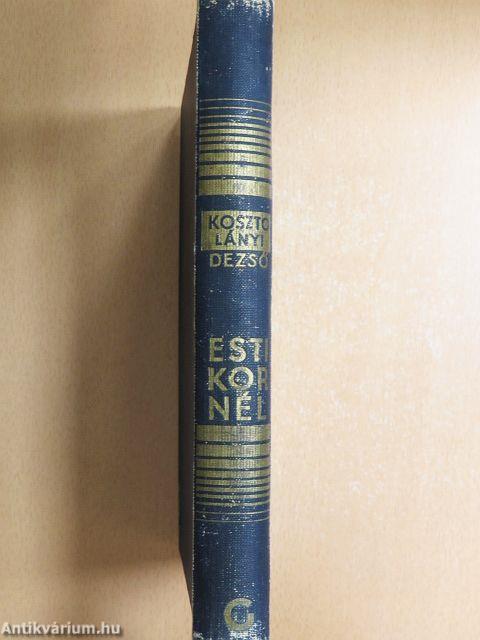 KOSZTO
LÁNYI
DEZSŐ
ESTI
KOR
NÉL
G
Antikvárium.hu